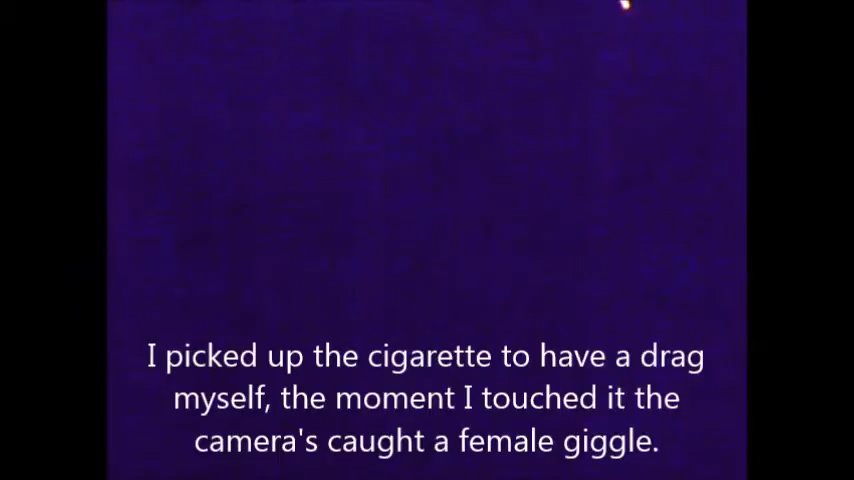 I picked up the cigarette to have a drag
myself, the moment I touched it the
camera's caught a female giggle.